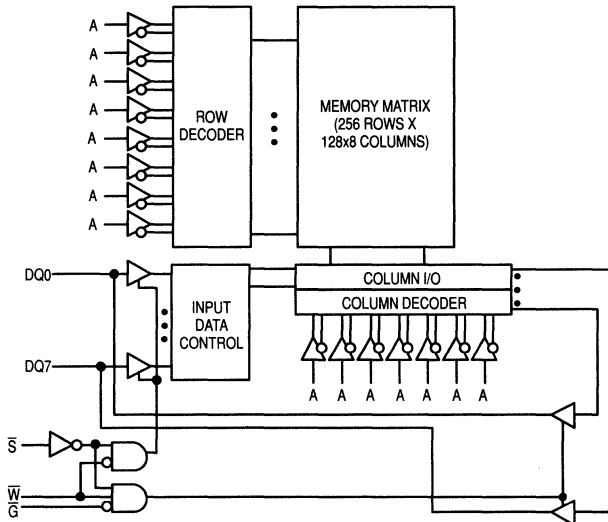 A
A
A
A
A
A
A
A
ROW
DECODER
MEMORY MATRIX
(256 ROWS X
128x8 COLUMNS)
DQ0
INPUT
DATA
CONTROL
COLUMN I/O
COLUMN DECODER
DQ7
A A A A A A A
S̅
W̅
G̅